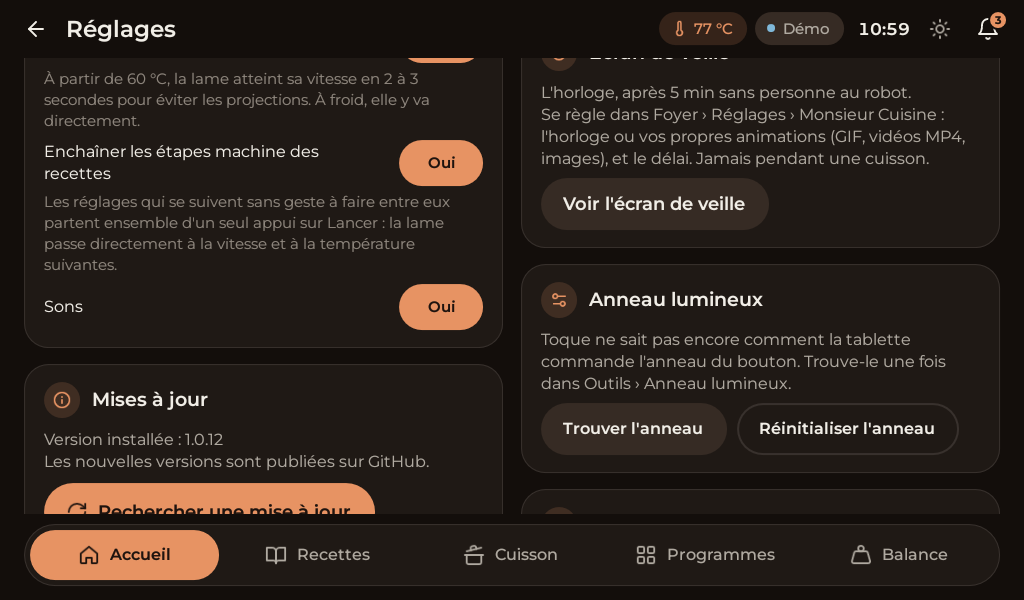 Réglages
77 °C
Démo
10:59
3
À partir de 60 °C, la lame atteint sa vitesse en 2 à 3
secondes pour éviter les projections. À froid, elle y va
directement.
Enchaîner les étapes machine des
recettes
Oui
Les réglages qui se suivent sans geste à faire entre eux
partent ensemble d'un seul appui sur Lancer : la lame
passe directement à la vitesse et à la température
suivantes.
Sons
Oui
Mises à jour
Version installée : 1.0.12
Les nouvelles versions sont publiées sur GitHub.
Rechercher une mise à jour
Écran de veille
L'horloge, après 5 min sans personne au robot.
Se règle dans Foyer › Réglages › Monsieur Cuisine :
l'horloge ou vos propres animations (GIF, vidéos MP4,
images), et le délai. Jamais pendant une cuisson.
Voir l'écran de veille
Anneau lumineux
Toque ne sait pas encore comment la tablette
commande l'anneau du bouton. Trouve-le une fois
dans Outils › Anneau lumineux.
Trouver l'anneau
Réinitialiser l'anneau
Accueil
Recettes
Cuisson
Programmes
Balance